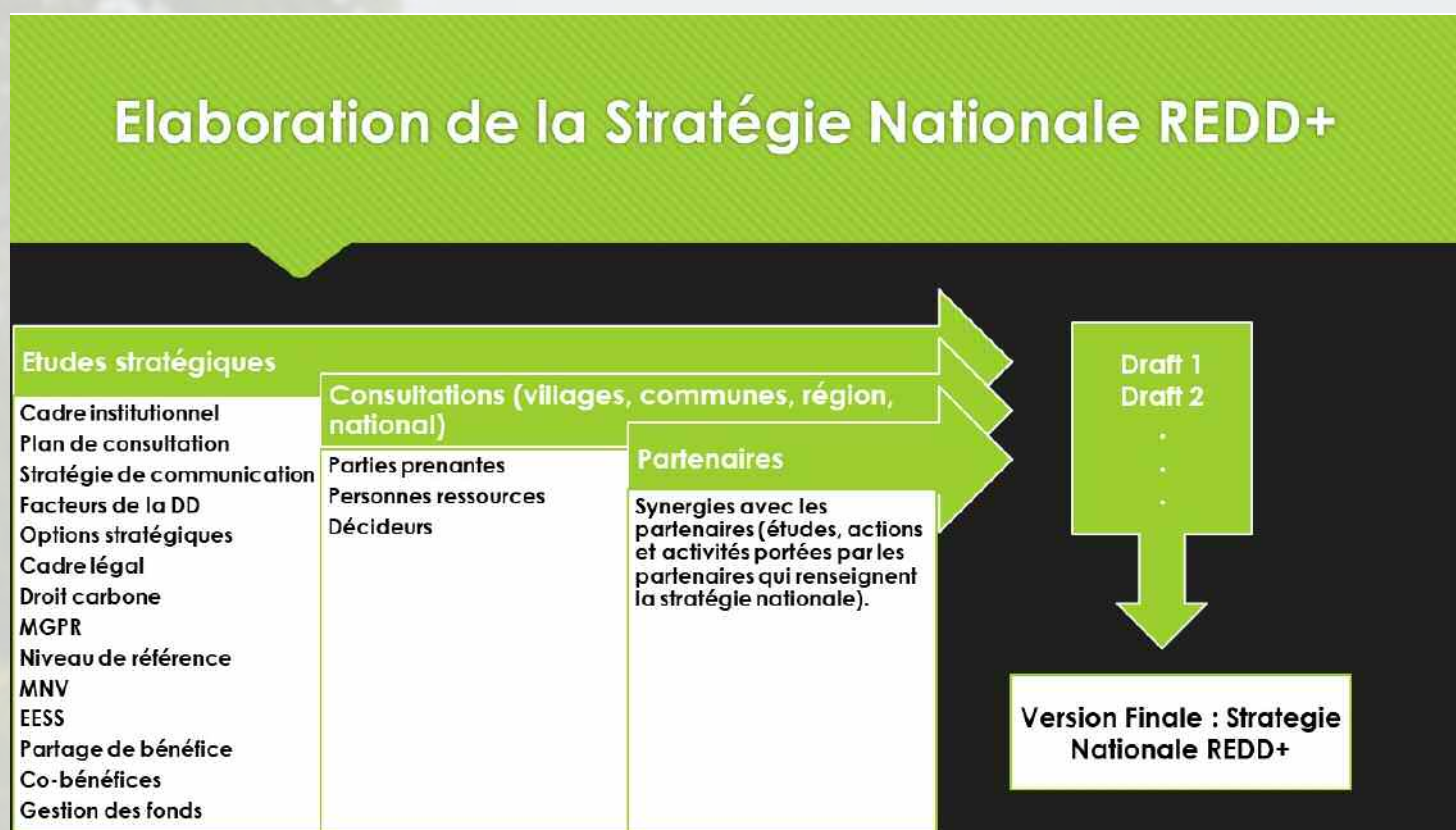 Elaboration de la Stratégie Nationale REDD+
Etudes stratégiques
Cadre institutionnel
Plan de consultation
Stratégie de communication
Facteurs de la DD
Options stratégiques
Cadre légal
Droit carbone
MGPR
Niveau de référence
MNV
EESS
Partage de bénéfice
Co-bénéfices
Gestion des fonds
Consultations (villages, communes, région,
national)
Parties prenantes
Personnes ressources
Décideurs
Partenaires
Synergies avec les
partenaires (études, actions
et activités portées par les
partenaires qui renseignent
la stratégie nationale).
Draft 1
Draft 2
.
.
.
Version Finale : Strategie
Nationale REDD+